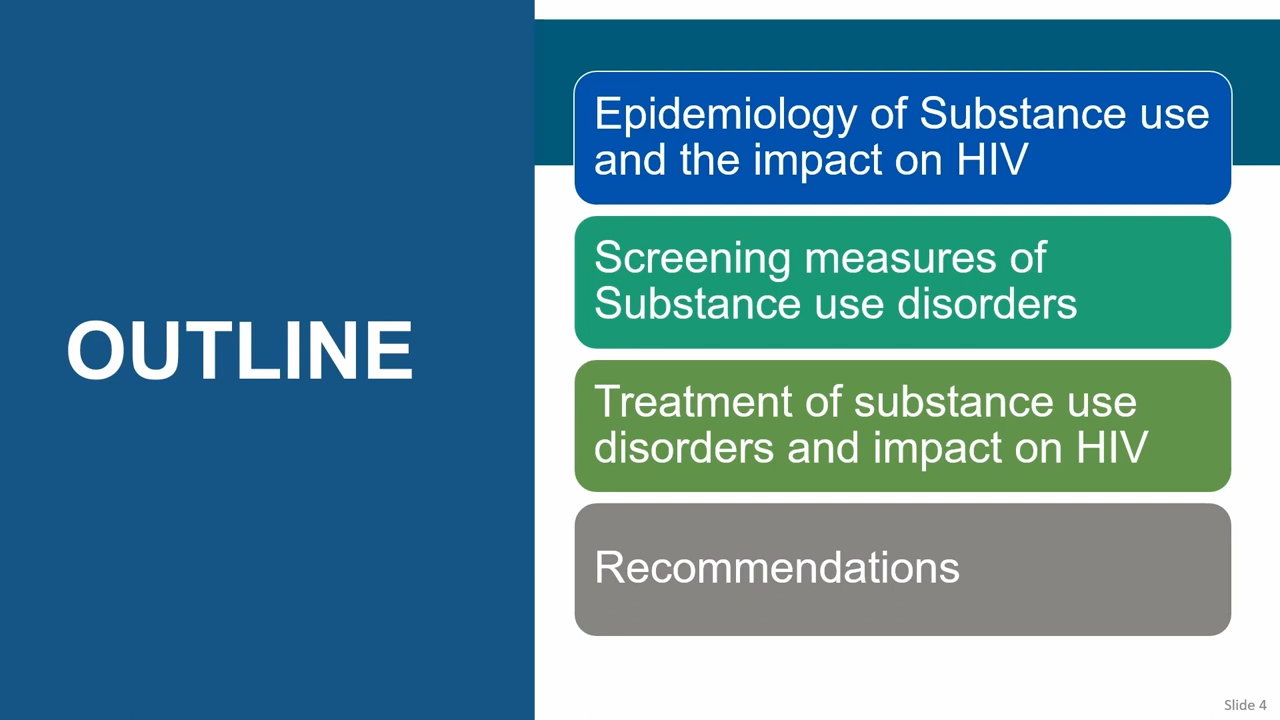 OUTLINE
Epidemiology of Substance use
and the impact on HIV
Screening measures of
Substance use disorders
Treatment of substance use
disorders and impact on HIV
Recommendations
Slide 4